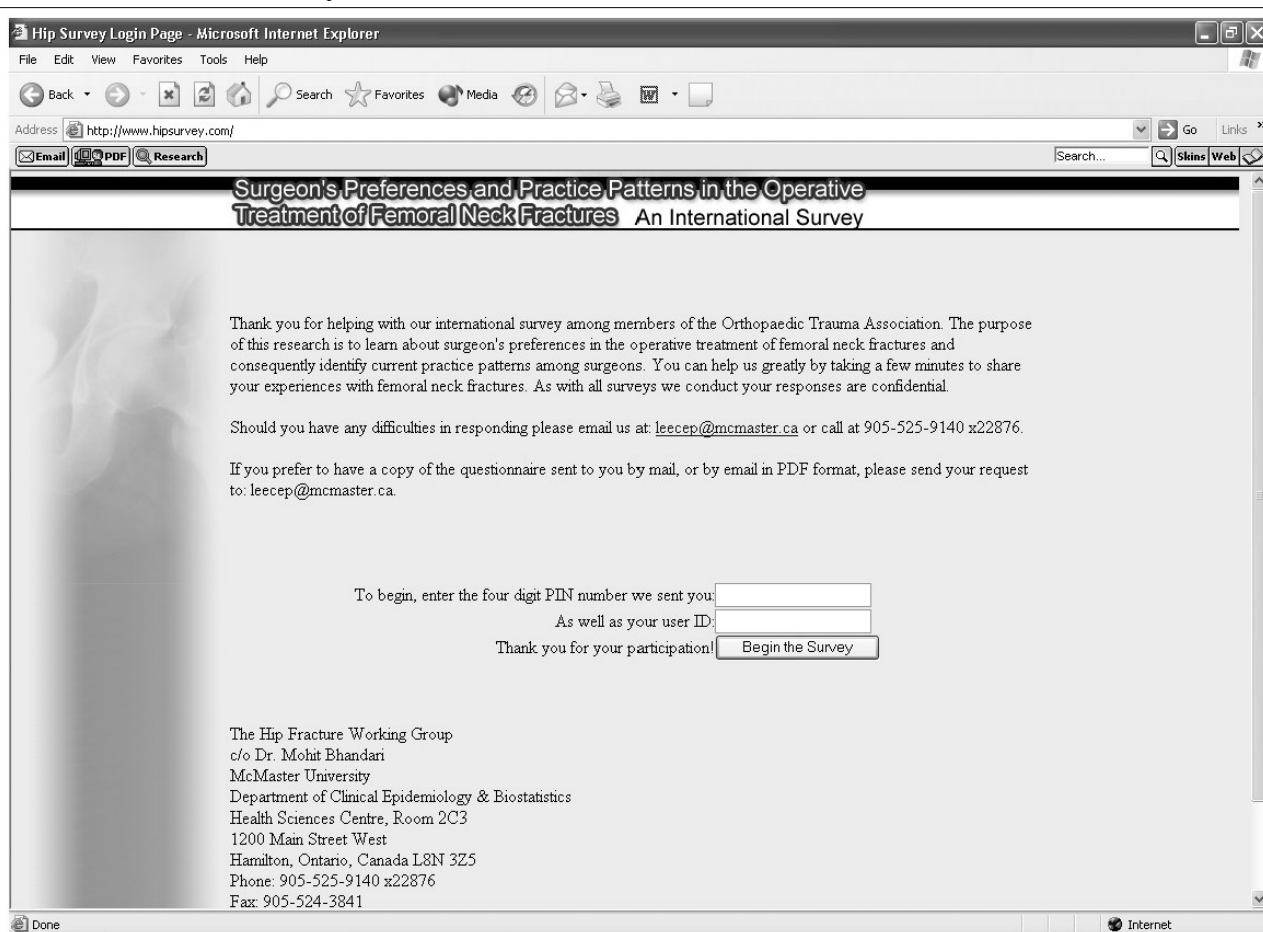 Hip Survey Login Page - Microsoft Internet Explorer
File Edit View Favorites Tools Help
Back Search Favorites Media
Address http://www.hipsurvey.com/ Go Links »
Email PDF Research Search... Skins Web
Surgeon's Preferences and Practice Patterns in the Operative
Treatment of Femoral Neck Fractures An International Survey
Thank you for helping with our international survey among members of the Orthopaedic Trauma Association. The purpose
of this research is to learn about surgeon's preferences in the operative treatment of femoral neck fractures and
consequently identify current practice patterns among surgeons. You can help us greatly by taking a few minutes to share
your experiences with femoral neck fractures. As with all surveys we conduct your responses are confidential.
Should you have any difficulties in responding please email us at: leecep@mcmaster.ca or call at 905-525-9140 x22876.
If you prefer to have a copy of the questionnaire sent to you by mail, or by email in PDF format, please send your request
to: leecep@mcmaster.ca.
To begin, enter the four digit PIN number we sent you:
As well as your user ID:
Thank you for your participation! Begin the Survey
The Hip Fracture Working Group
c/o Dr. Mohit Bhandari
McMaster University
Department of Clinical Epidemiology & Biostatistics
Health Sciences Centre, Room 2C3
1200 Main Street West
Hamilton, Ontario, Canada L8N 3Z5
Phone: 905-525-9140 x22876
Fax: 905-524-3841
Done Internet